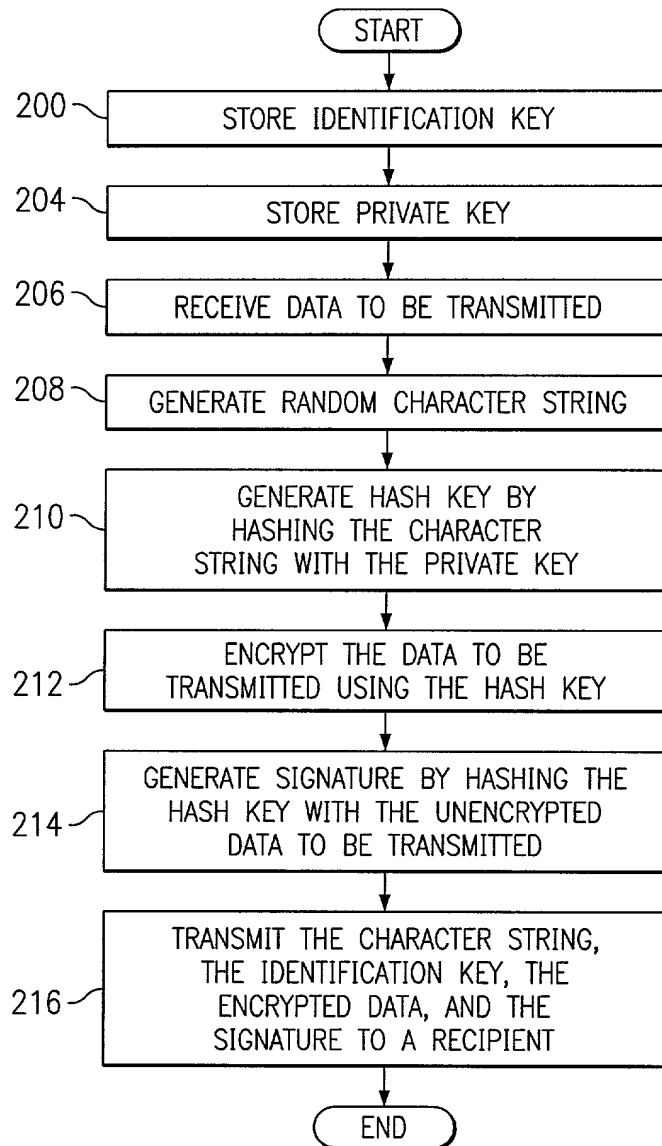 START
200
STORE IDENTIFICATION KEY
204
STORE PRIVATE KEY
206
RECEIVE DATA TO BE TRANSMITTED
208
GENERATE RANDOM CHARACTER STRING
210
GENERATE HASH KEY BY
HASHING THE CHARACTER
STRING WITH THE PRIVATE KEY
212
ENCRYPT THE DATA TO BE
TRANSMITTED USING THE HASH KEY
214
GENERATE SIGNATURE BY HASHING THE
HASH KEY WITH THE UNENCRYPTED
DATA TO BE TRANSMITTED
216
TRANSMIT THE CHARACTER STRING,
THE IDENTIFICATION KEY, THE
ENCRYPTED DATA, AND THE
SIGNATURE TO A RECIPIENT
END